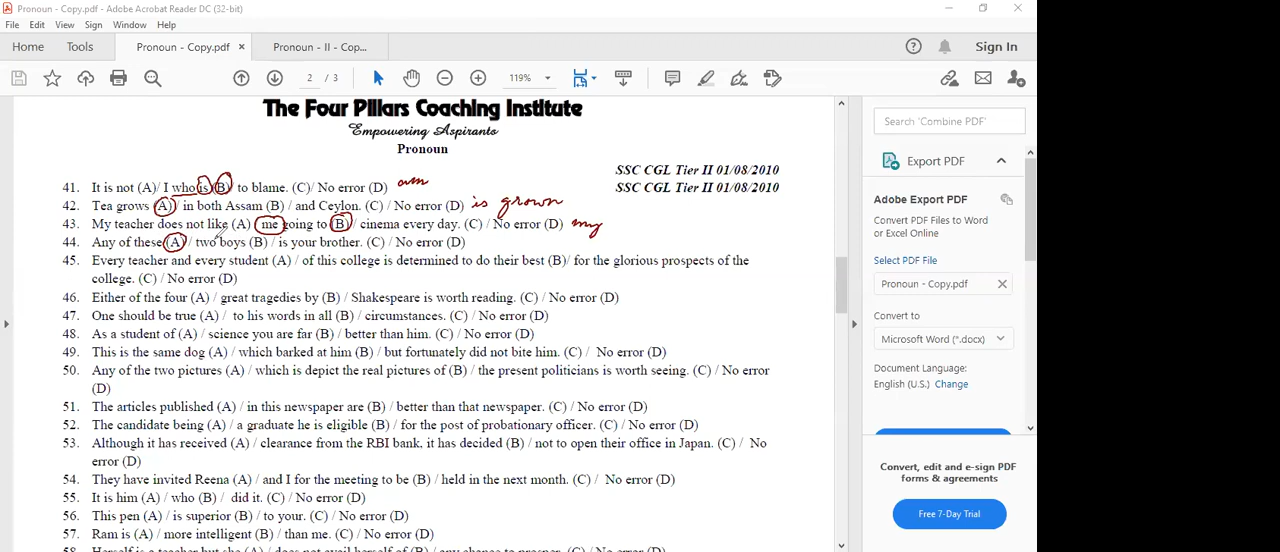 Pronoun - Copy.pdf - Adobe Acrobat Reader DC (32-bit)
File Edit View Sign Window Help
Home Tools Pronoun - Copy.pdf × Pronoun - II - Cop... Sign In
2 / 3 119%
The Four Pillars Coaching Institute
Empowering Aspirants
Pronoun
SSC CGL Tier II 01/08/2010
41. It is not (A)/ I who is (B) to blame. (C)/ No error (D) am
SSC CGL Tier II 01/08/2010
42. Tea grows (A)/ in both Assam (B) / and Ceylon. (C) / No error (D) is grown
43. My teacher does not like (A) me going to (B) / cinema every day. (C) / No error (D) my
44. Any of these (A) / two boys (B) / is your brother. (C) / No error (D)
45. Every teacher and every student (A) / of this college is determined to do their best (B)/ for the glorious prospects of the
college. (C) / No error (D)
46. Either of the four (A) / great tragedies by (B) / Shakespeare is worth reading. (C) / No error (D)
47. One should be true (A) / to his words in all (B) / circumstances. (C) / No error (D)
48. As a student of (A) / science you are far (B) / better than him. (C) / No error (D)
49. This is the same dog (A) / which barked at him (B) / but fortunately did not bite him. (C) / No error (D)
50. Any of the two pictures (A) / which is depict the real pictures of (B) / the present politicians is worth seeing. (C) / No error
(D)
51. The articles published (A) / in this newspaper are (B) / better than that newspaper. (C) / No error (D)
52. The candidate being (A) / a graduate he is eligible (B) / for the post of probationary officer. (C) / No error (D)
53. Although it has received (A) / clearance from the RBI bank, it has decided (B) / not to open their office in Japan. (C) / No
error (D)
54. They have invited Reena (A) / and I for the meeting to be (B) / held in the next month. (C) / No error (D)
55. It is him (A) / who (B) / did it. (C) / No error (D)
56. This pen (A) / is superior (B) / to your. (C) / No error (D)
57. Ram is (A) / more intelligent (B) / than me. (C) / No error (D)
58. Herself is a teacher but she (A) / does not avail herself of (B) / any chance to prosper. (C) / No error (D)
Search 'Combine PDF'
Export PDF
Adobe Export PDF
Convert PDF Files to Word
or Excel Online
Select PDF File
Pronoun - Copy.pdf ×
Convert to
Microsoft Word (*.docx)
Document Language:
English (U.S.) Change
Convert, edit and e-sign PDF
forms & agreements
Free 7-Day Trial